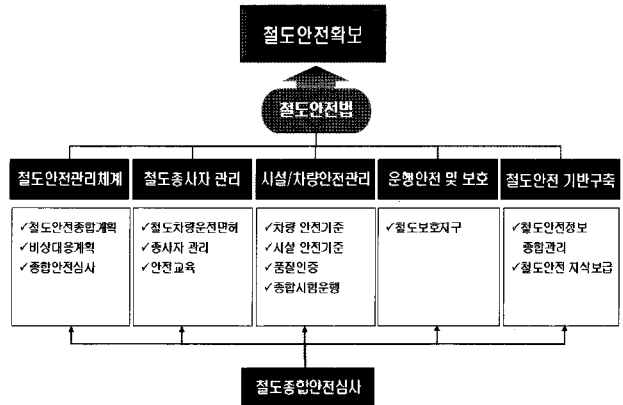 철도안전확보
철도안전법
철도안전관리체계
철도종사자 관리
시설/차량안전관리
운행안전 및 보호
철도안전 기반구축
✓철도안전종합계획
✓비상대응계획
✓종합안전심사
✓철도차량운전면허
✓종사자 관리
✓안전교육
✓차량 안전기준
✓시설 안전기준
✓품질인증
✓종합시험운행
✓철도보호지구
✓철도안전정보
종합관리
✓철도안전 지식보급
철도종합안전심사